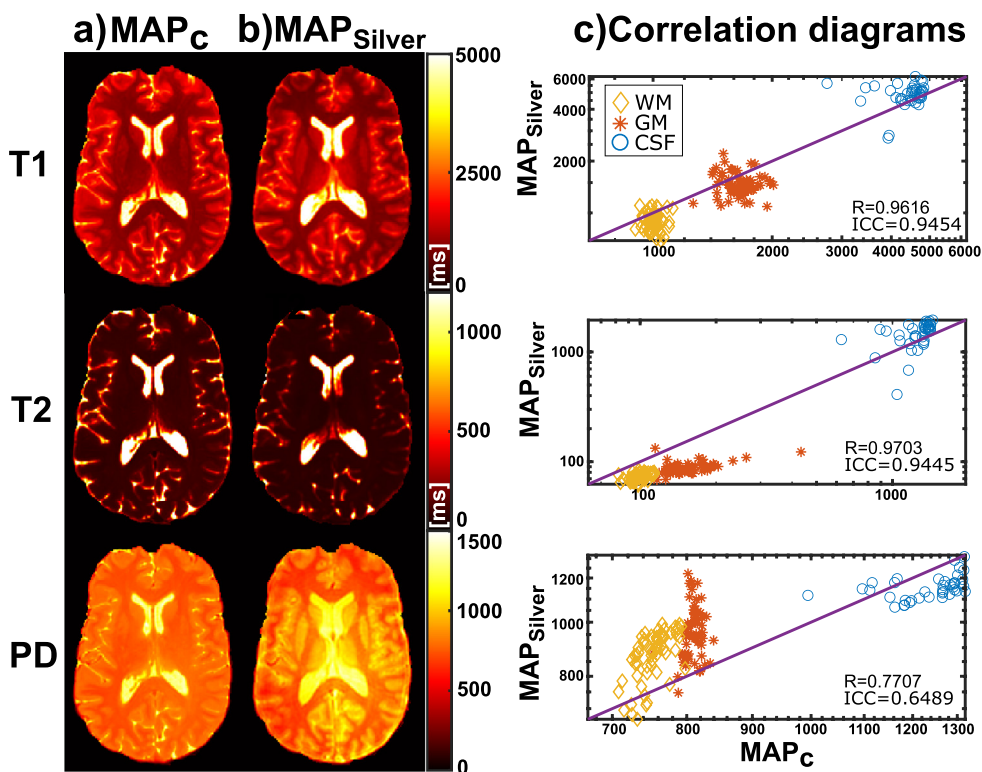 a)MAPc b)MAPSilver c)Correlation diagrams
T1
5000
2500
[ms]
0
MAPSilver
6000
4000
2000
WM
GM
CSF
R=0.9616
ICC=0.9454
1000 2000 3000 4000 5000 6000
T2
1000
500
[ms]
0
MAPSilver
1000
100
R=0.9703
ICC=0.9445
100 1000
PD
1500
1000
500
0
MAPSilver
1200
1000
800
R=0.7707
ICC=0.6489
700 800 900 1000 1100 1200 1300
MAPc